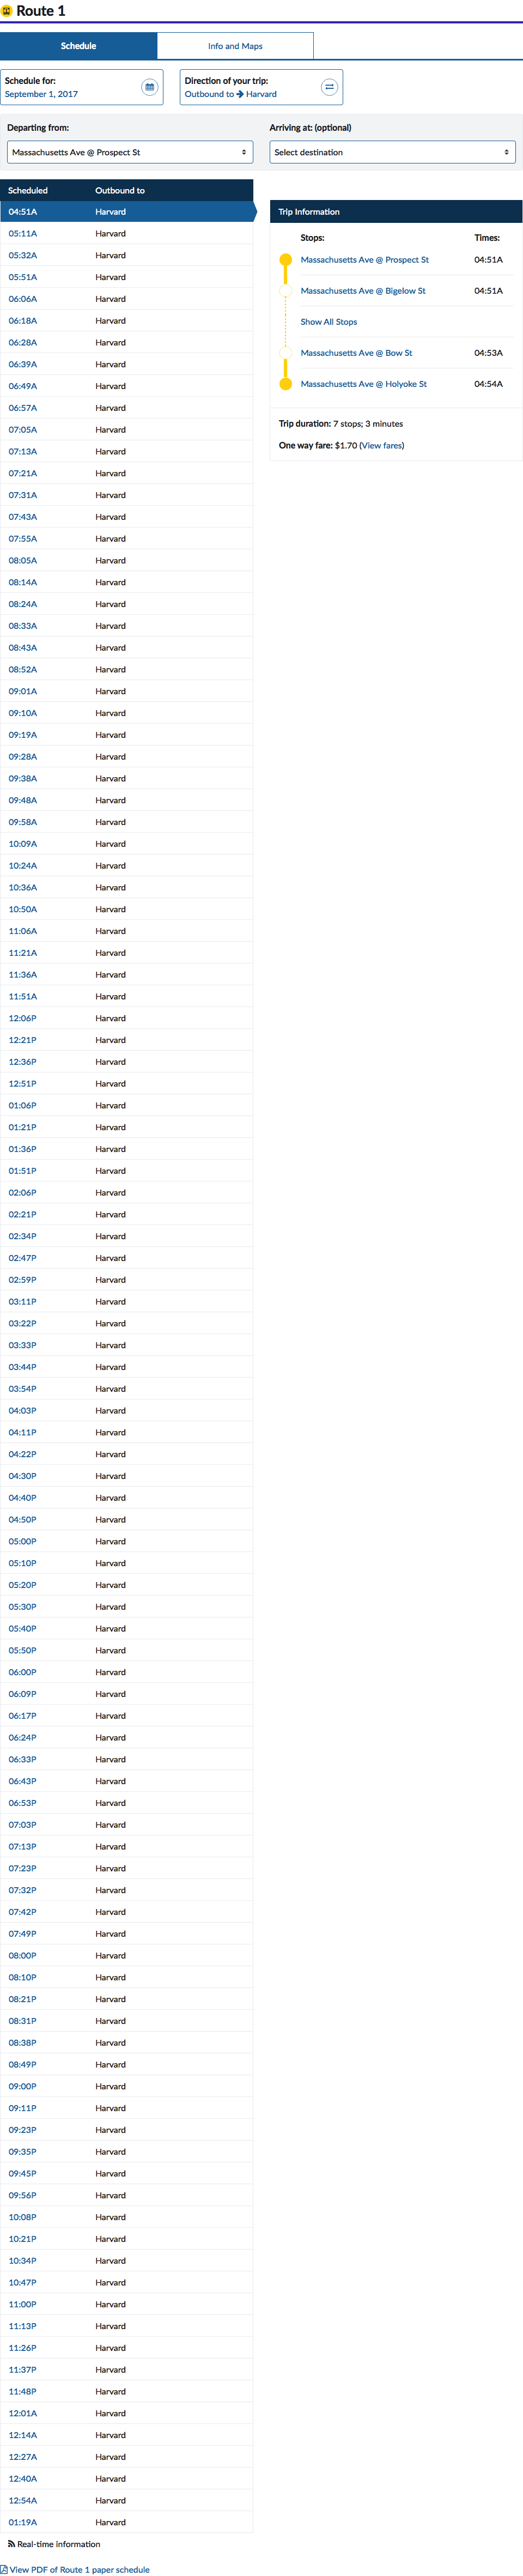 Route 1
Schedule
Info and Maps
Schedule for:
September 1, 2017
Direction of your trip:
Outbound to → Harvard
Departing from:
Massachusetts Ave @ Prospect St
Arriving at: (optional)
Select destination
Scheduled Outbound to
04:51A Harvard
05:11A Harvard
05:32A Harvard
05:51A Harvard
06:06A Harvard
06:18A Harvard
06:28A Harvard
06:39A Harvard
06:49A Harvard
06:57A Harvard
07:05A Harvard
07:13A Harvard
07:21A Harvard
07:31A Harvard
07:43A Harvard
07:55A Harvard
08:05A Harvard
08:14A Harvard
08:24A Harvard
08:33A Harvard
08:43A Harvard
08:52A Harvard
09:01A Harvard
09:10A Harvard
09:19A Harvard
09:28A Harvard
09:38A Harvard
09:48A Harvard
09:58A Harvard
10:09A Harvard
10:24A Harvard
10:36A Harvard
10:50A Harvard
11:06A Harvard
11:21A Harvard
11:36A Harvard
11:51A Harvard
12:06P Harvard
12:21P Harvard
12:36P Harvard
12:51P Harvard
01:06P Harvard
01:21P Harvard
01:36P Harvard
01:51P Harvard
02:06P Harvard
02:21P Harvard
02:34P Harvard
02:47P Harvard
02:59P Harvard
03:11P Harvard
03:22P Harvard
03:33P Harvard
03:44P Harvard
03:54P Harvard
04:03P Harvard
04:11P Harvard
04:22P Harvard
04:30P Harvard
04:40P Harvard
04:50P Harvard
05:00P Harvard
05:10P Harvard
05:20P Harvard
05:30P Harvard
05:40P Harvard
05:50P Harvard
06:00P Harvard
06:09P Harvard
06:17P Harvard
06:24P Harvard
06:33P Harvard
06:43P Harvard
06:53P Harvard
07:03P Harvard
07:13P Harvard
07:23P Harvard
07:32P Harvard
07:42P Harvard
07:49P Harvard
08:00P Harvard
08:10P Harvard
08:21P Harvard
08:31P Harvard
08:38P Harvard
08:49P Harvard
09:00P Harvard
09:11P Harvard
09:23P Harvard
09:35P Harvard
09:45P Harvard
09:56P Harvard
10:08P Harvard
10:21P Harvard
10:34P Harvard
10:47P Harvard
11:00P Harvard
11:13P Harvard
11:26P Harvard
11:37P Harvard
11:48P Harvard
12:01A Harvard
12:14A Harvard
12:27A Harvard
12:40A Harvard
12:54A Harvard
01:19A Harvard
Real-time information
View PDF of Route 1 paper schedule
Trip Information
Stops: Times:
Massachusetts Ave @ Prospect St 04:51A
Massachusetts Ave @ Bigelow St 04:51A
Show All Stops
Massachusetts Ave @ Bow St 04:53A
Massachusetts Ave @ Holyoke St 04:54A
Trip duration: 7 stops; 3 minutes
One way fare: $1.70 (View fares)